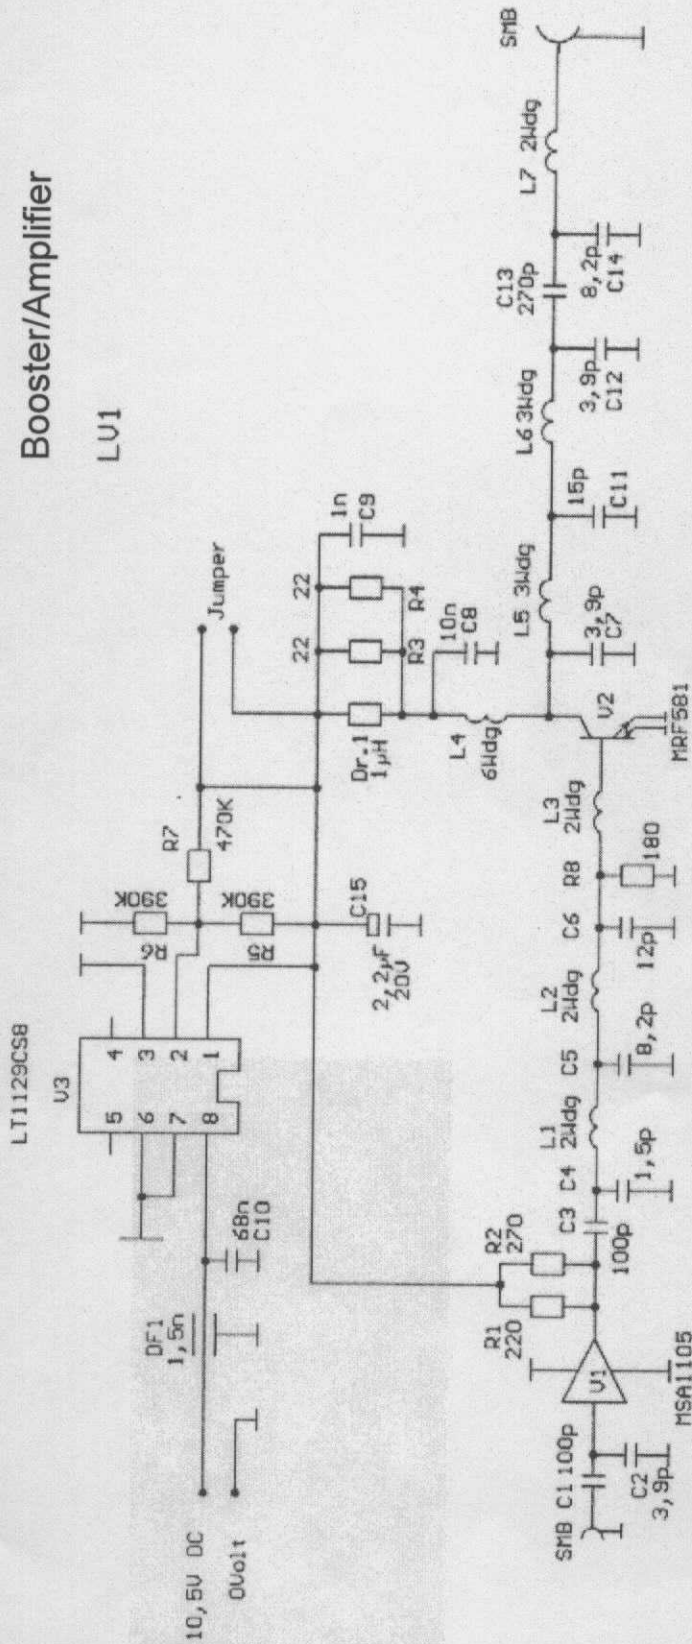 Booster/Amplifier
LV1
LT1129CS8
V3
5
4
6
3
7
2
8
1
R6
390K
R5
390K
R7
470K
Jumper
10,5V DC
0Volt
DF1
1,5n
68n
C10
C15
2,2µF
20V
Dr.1
1µH
22
R3
22
R4
1n
C9
10n
C8
L4
6Wdg
R1
220
R2
270
SMB
C1
100p
C2
3,9p
V1
MSA1105
C3
100p
C4
1,5p
L1
2Wdg
C5
8,2p
L2
2Wdg
C6
12p
R8
180
L3
2Wdg
V2
MRF581
3,9p
C7
L5 3Wdg
15p
C11
L6 3Wdg
3,9p
C12
C13
270p
8,2p
C14
L7 2Wdg
SMB